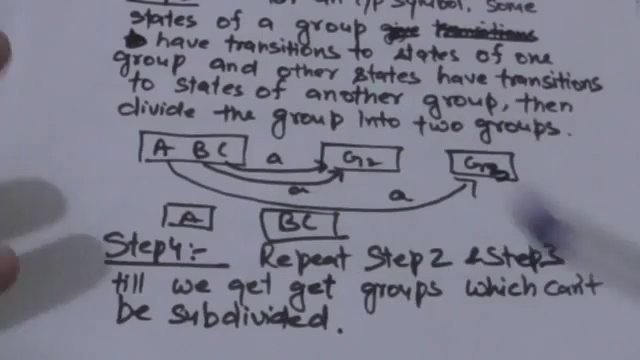 an i/p symbol, some
states of a group
have transitions to states of one
group and other states have transitions
to states of another group, then
divide the group into two groups.
A BC a G2 G3
a a
A BC
Step4:- Repeat Step2 & Step3
till we get get groups which can't
be subdivided.